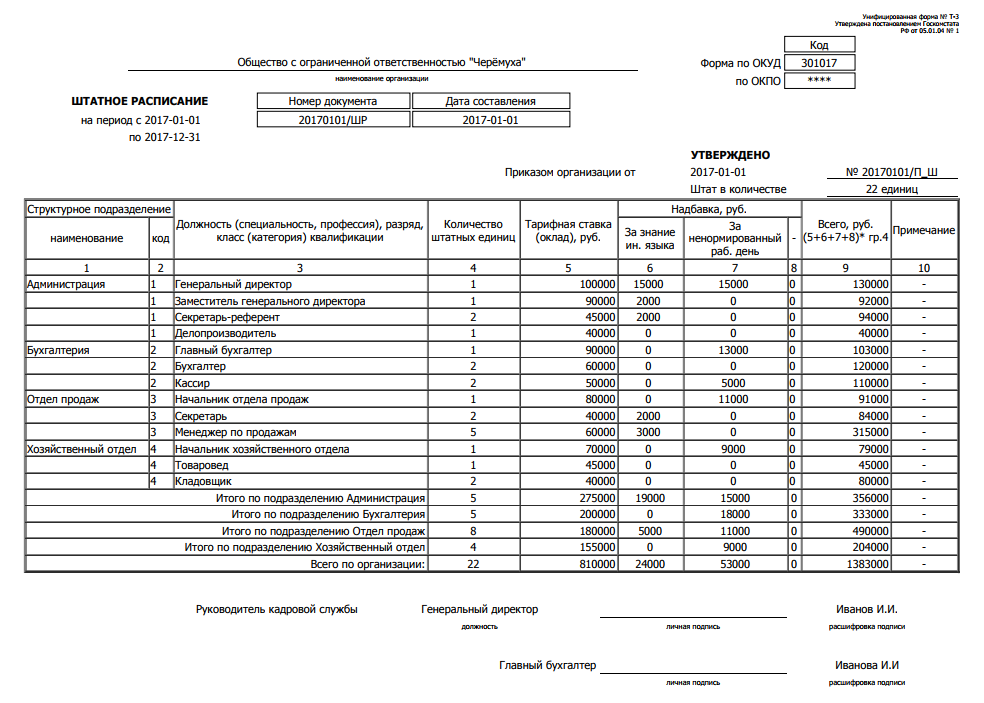 Унифицированная форма № Т-3
Утверждена постановлением Госкомстата
РФ от 05.01.04 № 1
Код
Форма по ОКУД 301017
по ОКПО ****
Общество с ограниченной ответственностью "Черёмуха"
наименование организации
ШТАТНОЕ РАСПИСАНИЕ Номер документа Дата составления
на период с 2017-01-01 20170101/ШР 2017-01-01
по 2017-12-31
УТВЕРЖДЕНО
Приказом организации от 2017-01-01 № 20170101/П_Ш
Штат в количестве 22 единиц
Структурное подразделение Должность (специальность, профессия), разряд, класс (категория) квалификации Количество штатных единиц Тарифная ставка (оклад), руб. Надбавка, руб. Всего, руб. (5+6+7+8)* гр.4 Примечание
наименование код За знание ин. языка За ненормированный раб. день -
1 2 3 4 5 6 7 8 9 10
Администрация 1 Генеральный директор 1 100000 15000 15000 0 130000 -
1 Заместитель генерального директора 1 90000 2000 0 0 92000 -
1 Секретарь-референт 2 45000 2000 0 0 94000 -
1 Делопроизводитель 1 40000 0 0 0 40000 -
Бухгалтерия 2 Главный бухгалтер 1 90000 0 13000 0 103000 -
2 Бухгалтер 2 60000 0 0 0 120000 -
2 Кассир 2 50000 0 5000 0 110000 -
Отдел продаж 3 Начальник отдела продаж 1 80000 0 11000 0 91000 -
3 Секретарь 2 40000 2000 0 0 84000 -
3 Менеджер по продажам 5 60000 3000 0 0 315000 -
Хозяйственный отдел 4 Начальник хозяйственного отдела 1 70000 0 9000 0 79000 -
4 Товаровед 1 45000 0 0 0 45000 -
4 Кладовщик 2 40000 0 0 0 80000 -
Итого по подразделению Администрация 5 275000 19000 15000 0 356000 -
Итого по подразделению Бухгалтерия 5 200000 0 18000 0 333000 -
Итого по подразделению Отдел продаж 8 180000 5000 11000 0 490000 -
Итого по подразделению Хозяйственный отдел 4 155000 0 9000 0 204000 -
Всего по организации: 22 810000 24000 53000 0 1383000 -
Руководитель кадровой службы Генеральный директор Иванов И.И.
должность личная подпись расшифровка подписи
Главный бухгалтер Иванова И.И
личная подпись расшифровка подписи